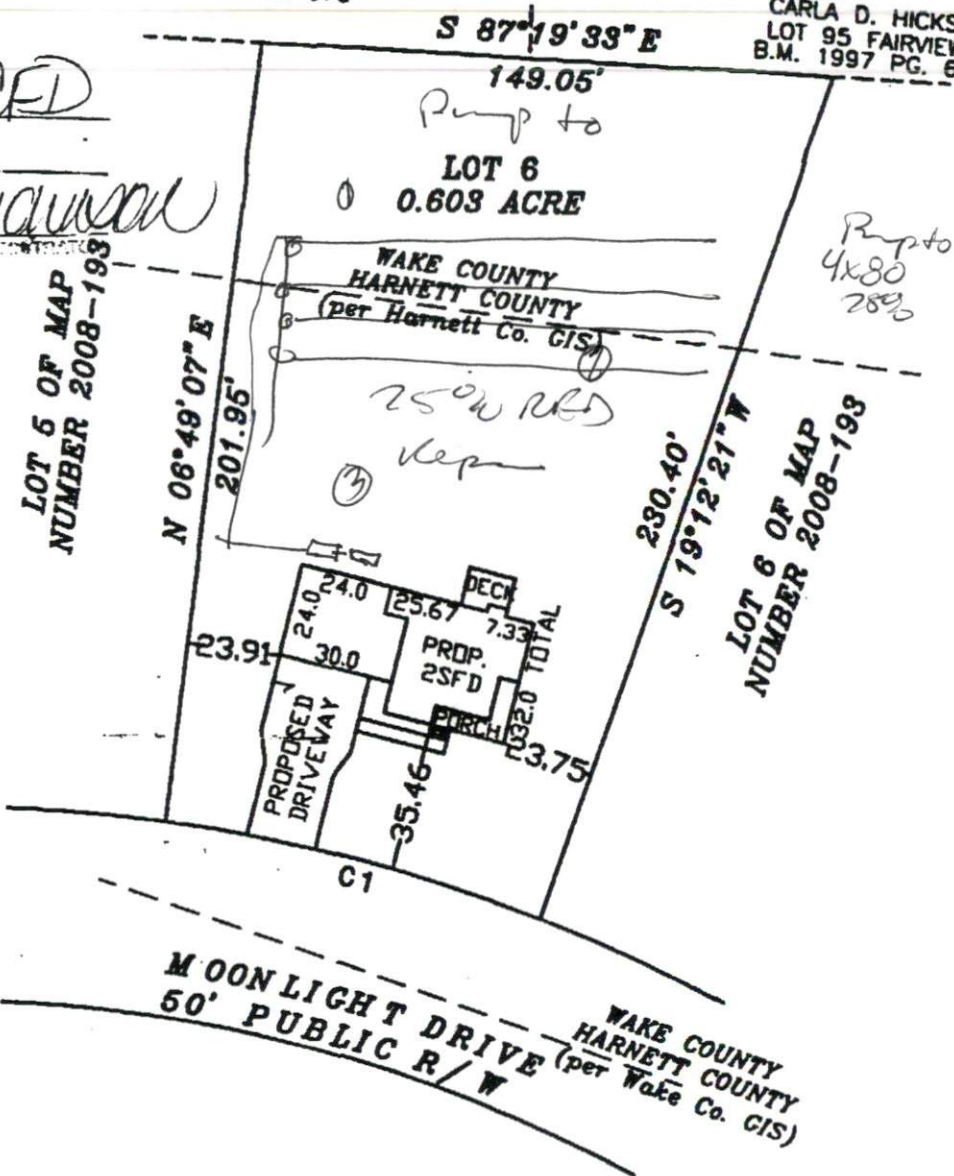 S 87°19'33" E
149.05'
CARLA D. HICKS
LOT 95 FAIRVIEW
B.M. 1997 PG. 6
Pump to
LOT 6
0.603 ACRE
WAKE COUNTY
HARNETT COUNTY
(per Harnett Co. GIS)
Pump to
4x80
25% RED
LOT 5 OF MAP
NUMBER 2008-193
N 06°49'07" E
201.95'
230.40'
S 19°12'21" W
LOT 6 OF MAP
NUMBER 2008-193
3
24.0
24.0
25.67
DECK
7.33
PROP.
2SFD
30.0
32.0 TOTAL
PORCH
23.91
23.75
PROPOSED
DRIVEWAY
35.46
C1
MOONLIGHT DRIVE
50' PUBLIC R/W
WAKE COUNTY
HARNETT COUNTY
(per Wake Co. GIS)